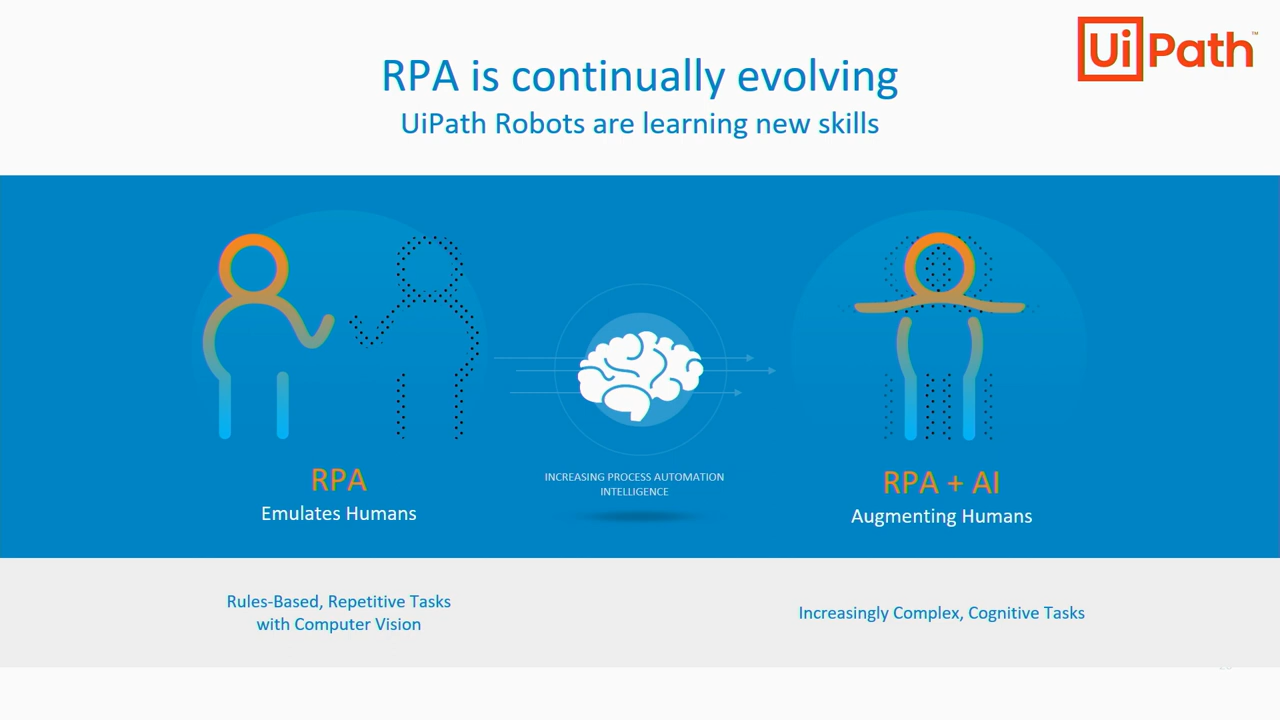 UiPath™
RPA is continually evolving
UiPath Robots are learning new skills
INCREASING PROCESS AUTOMATION
INTELLIGENCE
RPA
Emulates Humans
RPA + AI
Augmenting Humans
Rules-Based, Repetitive Tasks
with Computer Vision
Increasingly Complex, Cognitive Tasks